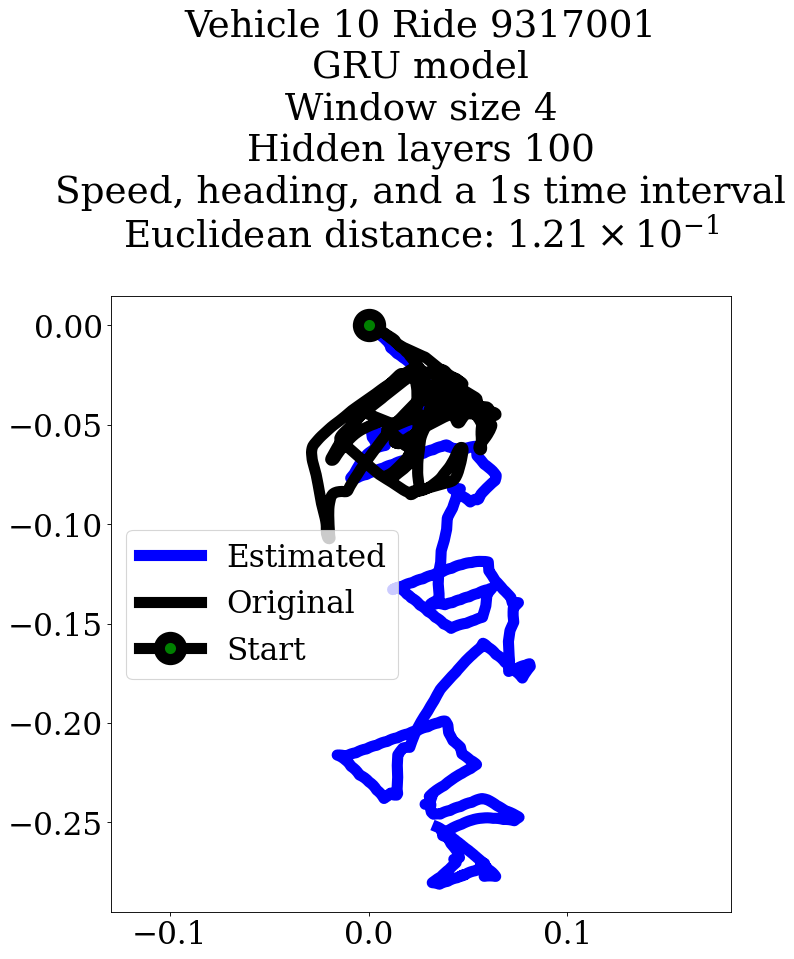 Vehicle 10 Ride 9317001
GRU model
Window size 4
Hidden layers 100
Speed, heading, and a 1s time interval
Euclidean distance: 1.21 × 10⁻¹
0.00
−0.05
−0.10
−0.15
−0.20
−0.25
Estimated
Original
Start
−0.1 0.0 0.1